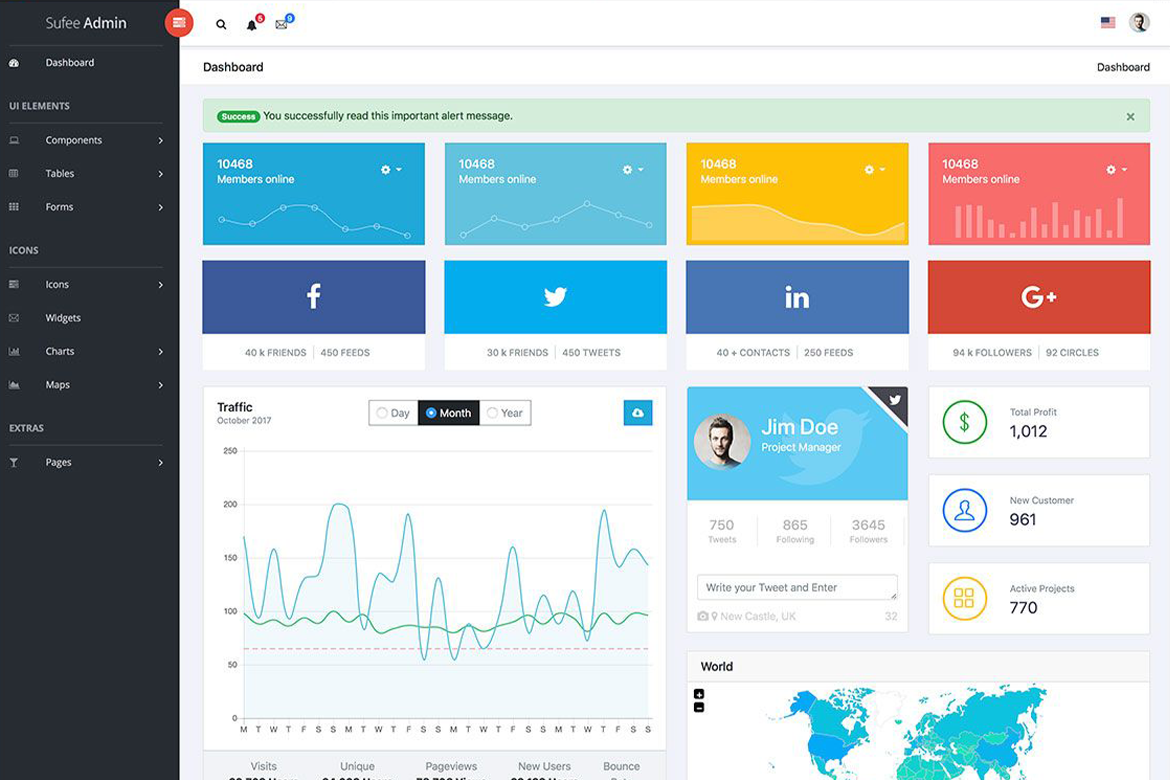 Sufee Admin
5
9
Dashboard
UI ELEMENTS
Components
Tables
Forms
ICONS
Icons
Widgets
Charts
Maps
EXTRAS
Pages
Dashboard
Dashboard
Success You successfully read this important alert message. ×
10468
Members online
10468
Members online
10468
Members online
10468
Members online
f
in
G+
40 k FRIENDS 450 FEEDS
30 k FRIENDS 450 TWEETS
40 + CONTACTS 250 FEEDS
94 k FOLLOWERS 92 CIRCLES
Traffic
October 2017
Day Month Year
250
200
150
100
50
0
M T W T F S S M T W T F S S M T W T F S S M T W T F S S
Visits
Unique
Pageviews
New Users
Bounce
Jim Doe
Project Manager
750
Tweets
865
Following
3645
Followers
Write your Tweet and Enter
New Castle, UK 32
$
Total Profit
1,012
New Customer
961
Active Projects
770
World
+
-